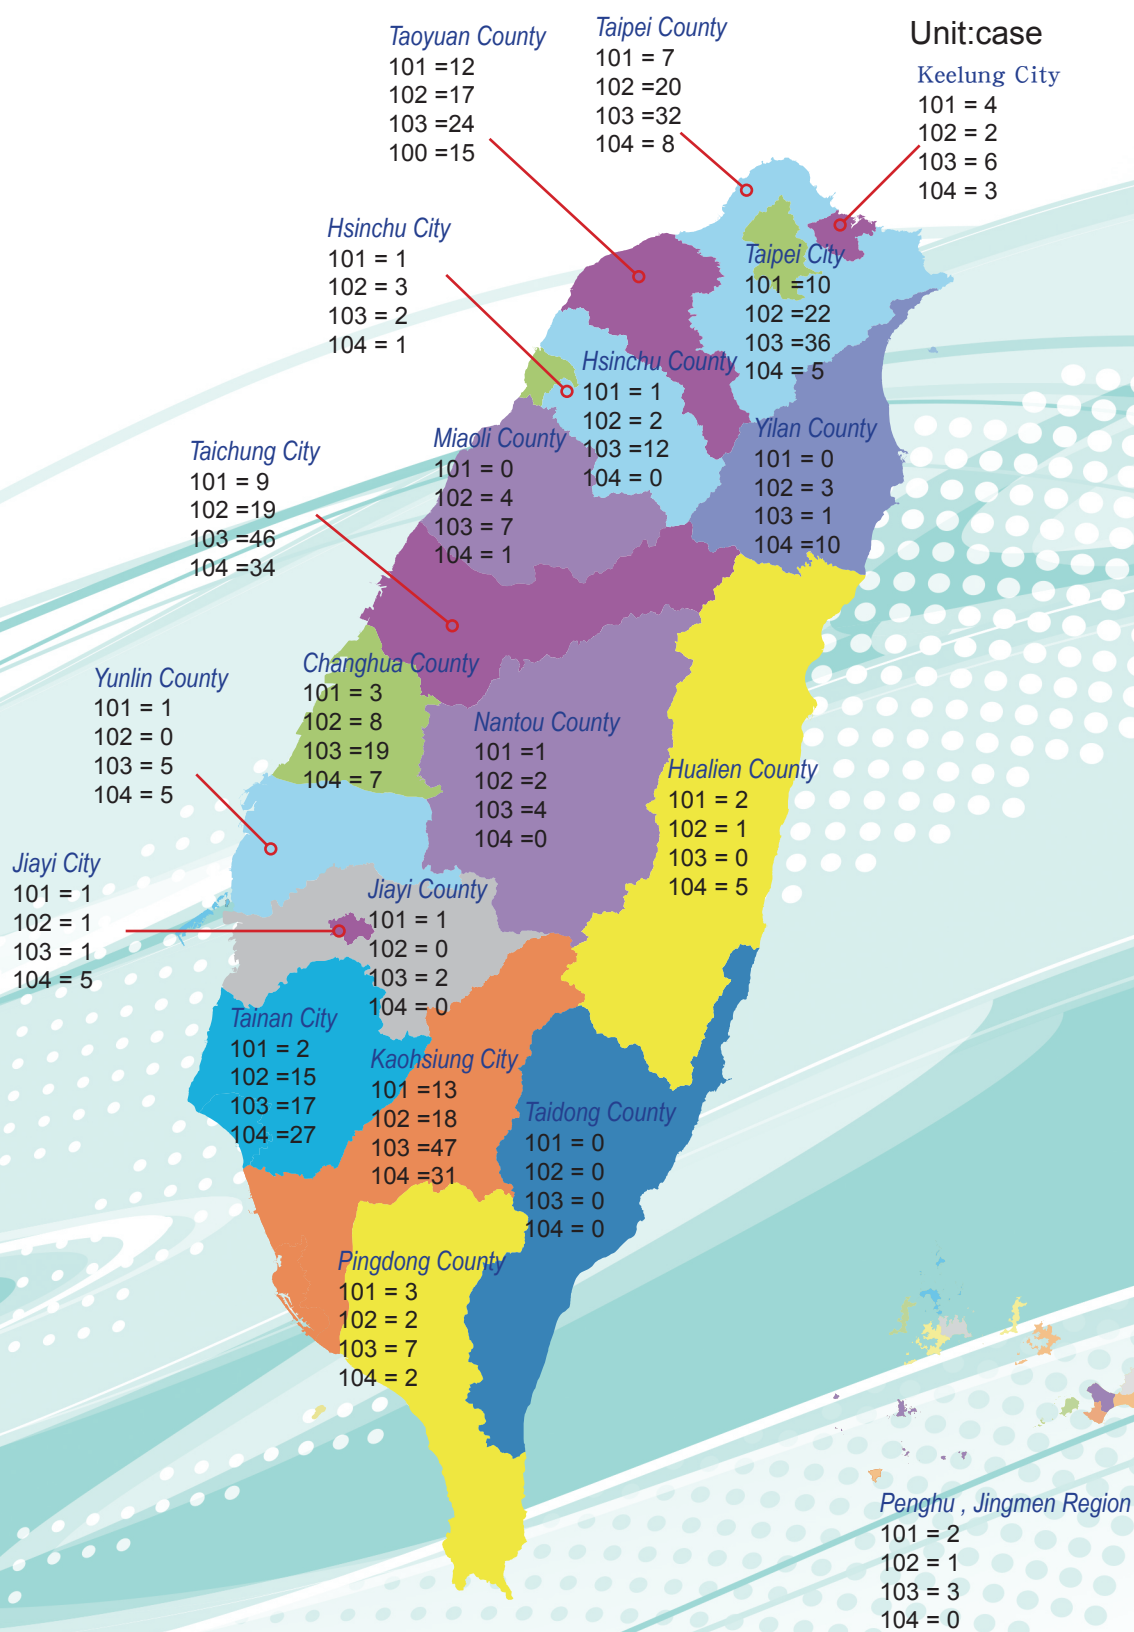 Taoyuan County
101 =12
102 =17
103 =24
100 =15
Taipei County
101 = 7
102 =20
103 =32
104 = 8
Unit:case
Keelung City
101 = 4
102 = 2
103 = 6
104 = 3
Hsinchu City
101 = 1
102 = 3
103 = 2
104 = 1
Taipei City
101 =10
102 =22
103 =36
104 = 5
Hsinchu County
101 = 1
102 = 2
103 =12
104 = 0
Taichung City
101 = 9
102 =19
103 =46
104 =34
Miaoli County
101 = 0
102 = 4
103 = 7
104 = 1
Yilan County
101 = 0
102 = 3
103 = 1
104 =10
Yunlin County
101 = 1
102 = 0
103 = 5
104 = 5
Changhua County
101 = 3
102 = 8
103 =19
104 = 7
Nantou County
101 =1
102 =2
103 =4
104 =0
Hualien County
101 = 2
102 = 1
103 = 0
104 = 5
Jiayi City
101 = 1
102 = 1
103 = 1
104 = 5
Jiayi County
101 = 1
102 = 0
103 = 2
104 = 0
Tainan City
101 = 2
102 =15
103 =17
104 =27
Kaohsiung City
101 =13
102 =18
103 =47
104 =31
Taidong County
101 = 0
102 = 0
103 = 0
104 = 0
Pingdong County
101 = 3
102 = 2
103 = 7
104 = 2
Penghu , Jingmen Region
101 = 2
102 = 1
103 = 3
104 = 0